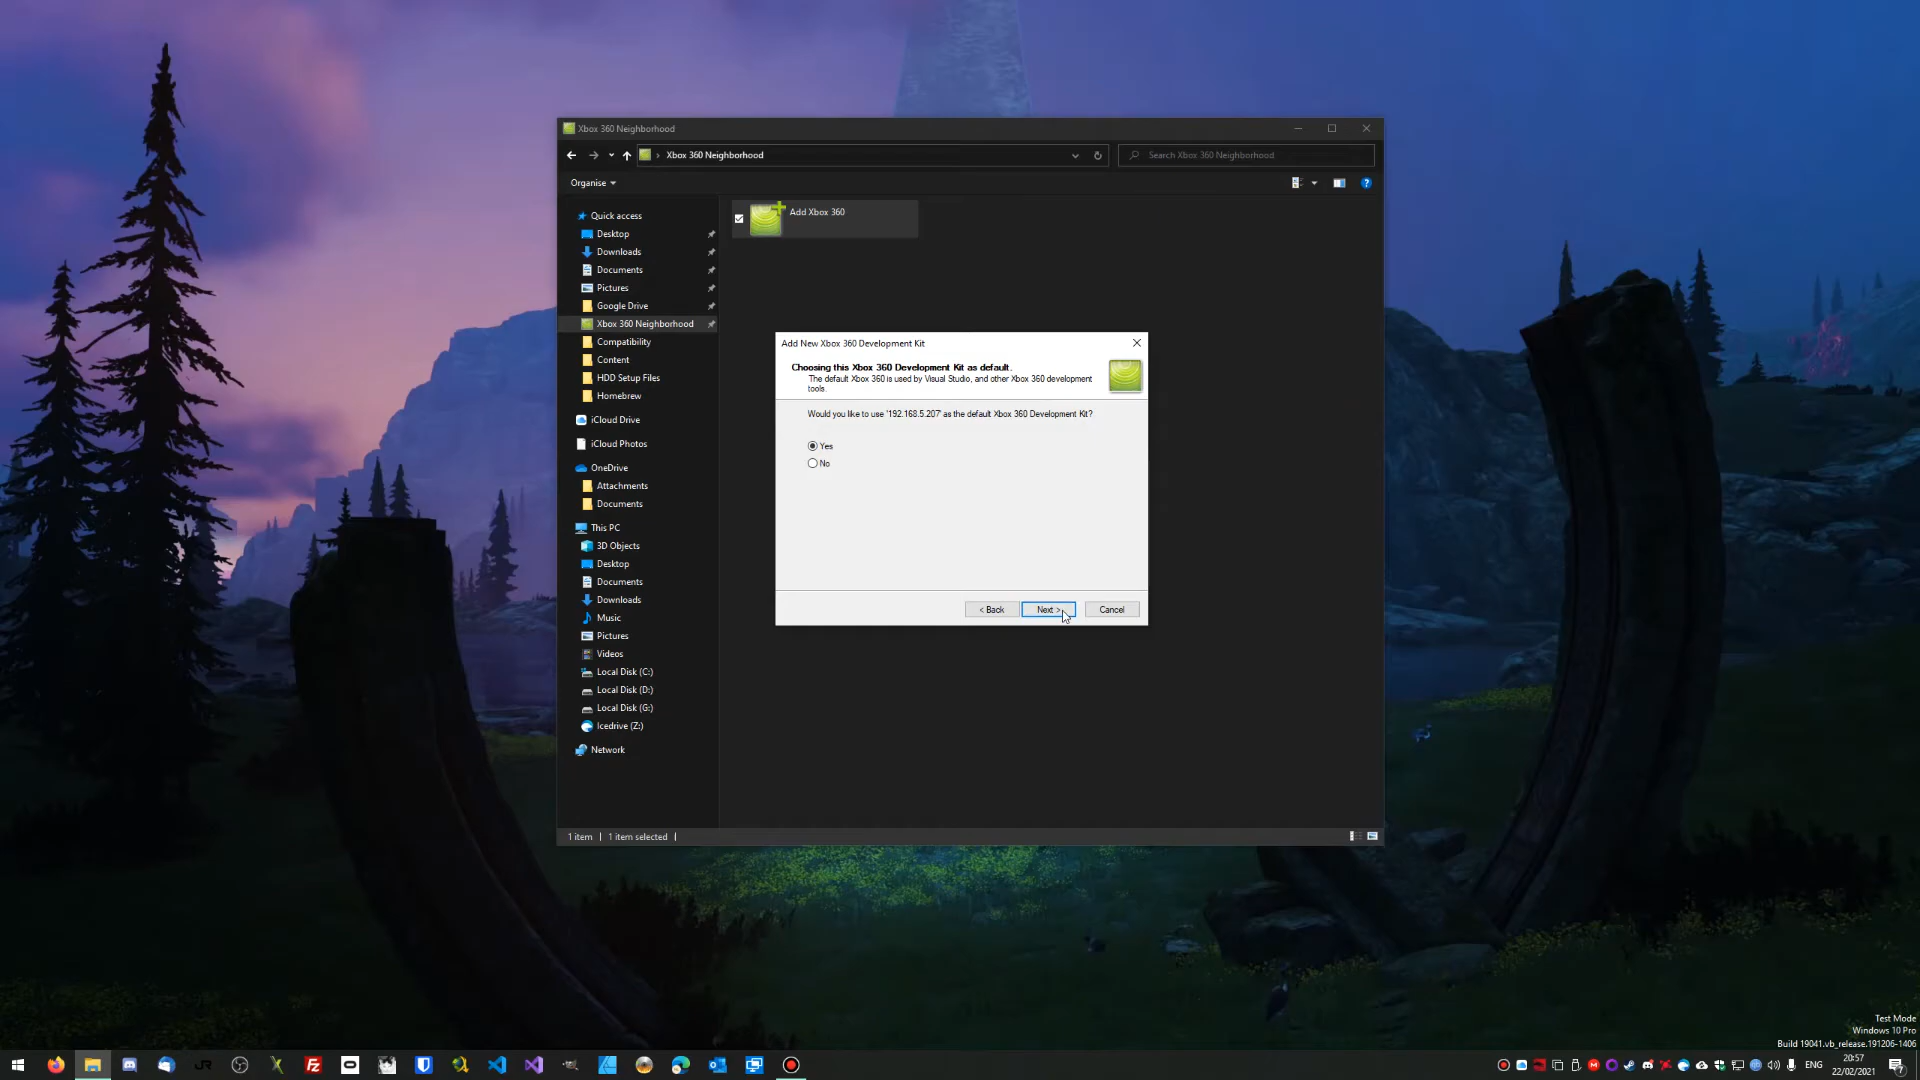 Xbox 360 Neighborhood
Xbox 360 Neighborhood
Search Xbox 360 Neighborhood
Organise
Quick access
Desktop
Downloads
Documents
Pictures
Google Drive
Xbox 360 Neighborhood
Compatibility
Content
HDD Setup Files
Homebrew
iCloud Drive
iCloud Photos
OneDrive
Attachments
Documents
This PC
3D Objects
Desktop
Documents
Downloads
Music
Pictures
Videos
Local Disk (C:)
Local Disk (D:)
Local Disk (G:)
Icedrive (Z:)
Network
Add Xbox 360
Add New Xbox 360 Development Kit
Choosing this Xbox 360 Development Kit as default.
The default Xbox 360 is used by Visual Studio, and other Xbox 360 development
tools.
Would you like to use '192.168.5.207' as the default Xbox 360 Development Kit?
Yes
No
< Back
Next >
Cancel
1 item
1 item selected
Test Mode
Windows 10 Pro
Build 19041.vb_release.191206-1406
JR
Fz
ENG
20:57
22/02/2021
7